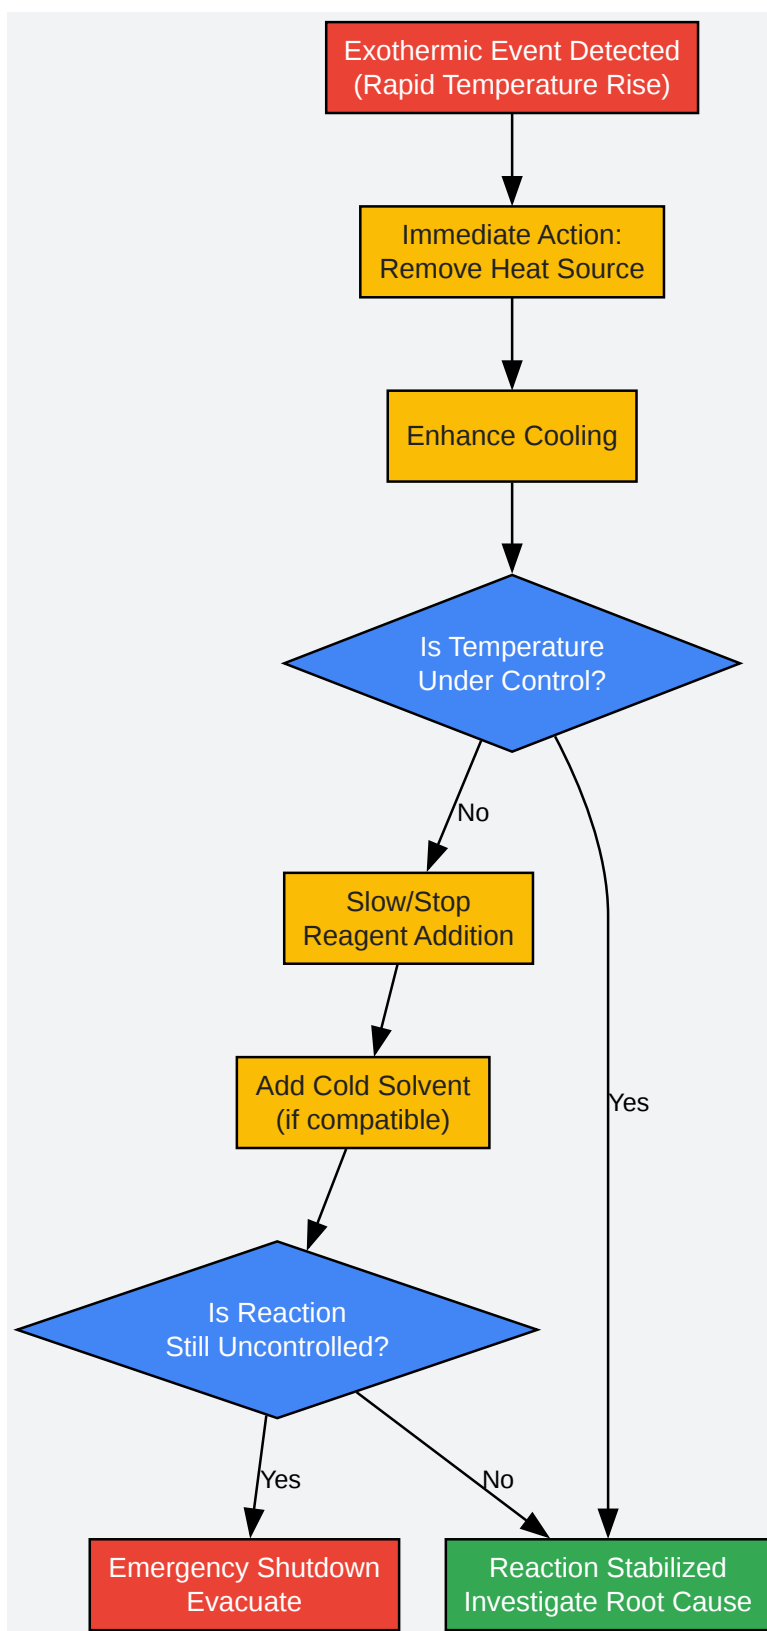 Exothermic Event Detected
(Rapid Temperature Rise)
Immediate Action:
Remove Heat Source
Enhance Cooling
Is Temperature
Under Control?
No
Slow/Stop
Reagent Addition
Add Cold Solvent
(if compatible)
Yes
Is Reaction
Still Uncontrolled?
Yes
No
Emergency Shutdown
Evacuate
Reaction Stabilized
Investigate Root Cause